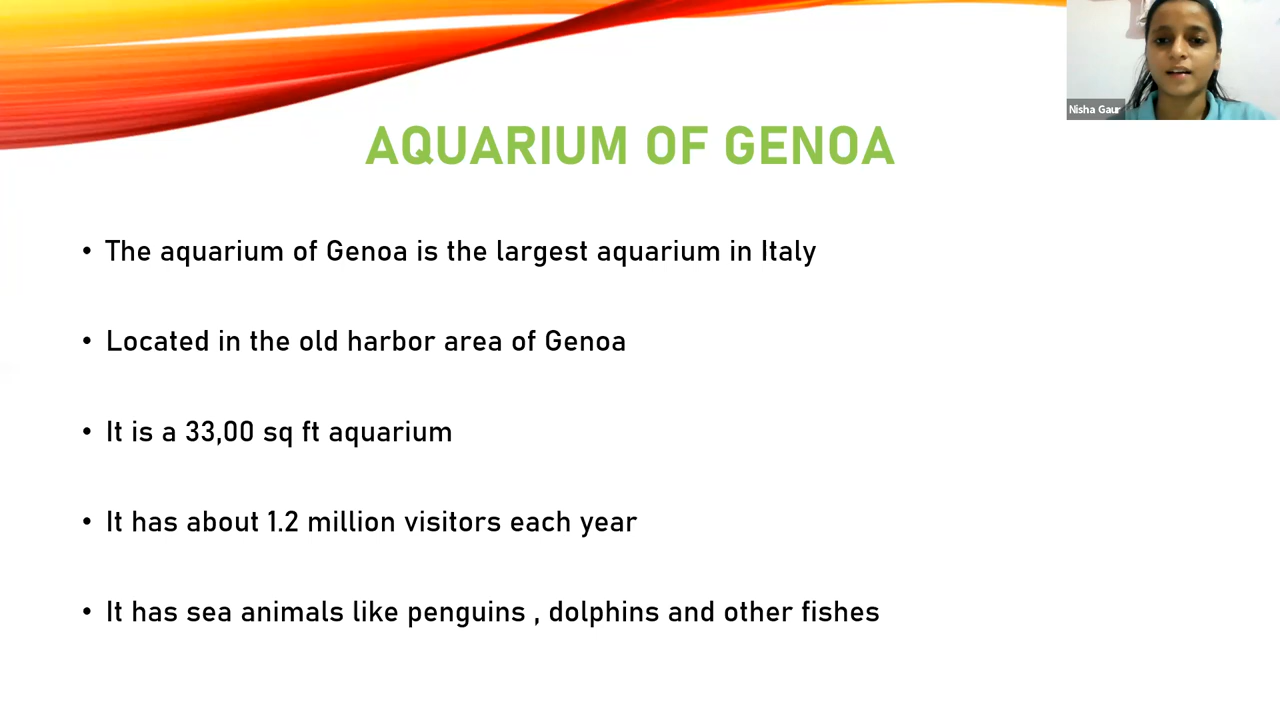 Nisha Gaur
AQUARIUM OF GENOA
• The aquarium of Genoa is the largest aquarium in Italy
• Located in the old harbor area of Genoa
• It is a 33,00 sq ft aquarium
• It has about 1.2 million visitors each year
• It has sea animals like penguins , dolphins and other fishes